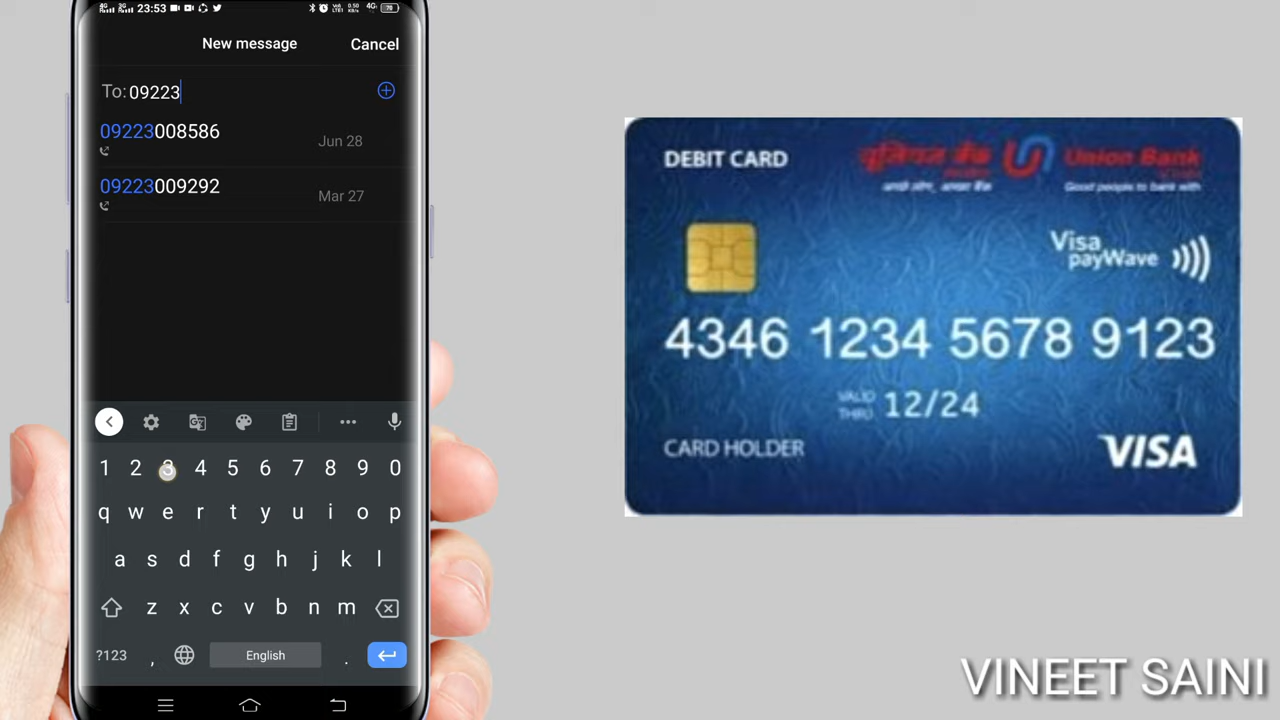 23:53
New message Cancel
To: 09223
09223008586
Jun 28
09223009292
Mar 27
1 2 3 4 5 6 7 8 9 0
q w e r t y u i o p
a s d f g h j k l
z x c v b n m
?123 , English .
DEBIT CARD
यूनियन बैंक
Union Bank
Good people to bank with
Visa
payWave
4346 1234 5678 9123
VALID
THRU 12/24
CARD HOLDER
VISA
VINEET SAINI